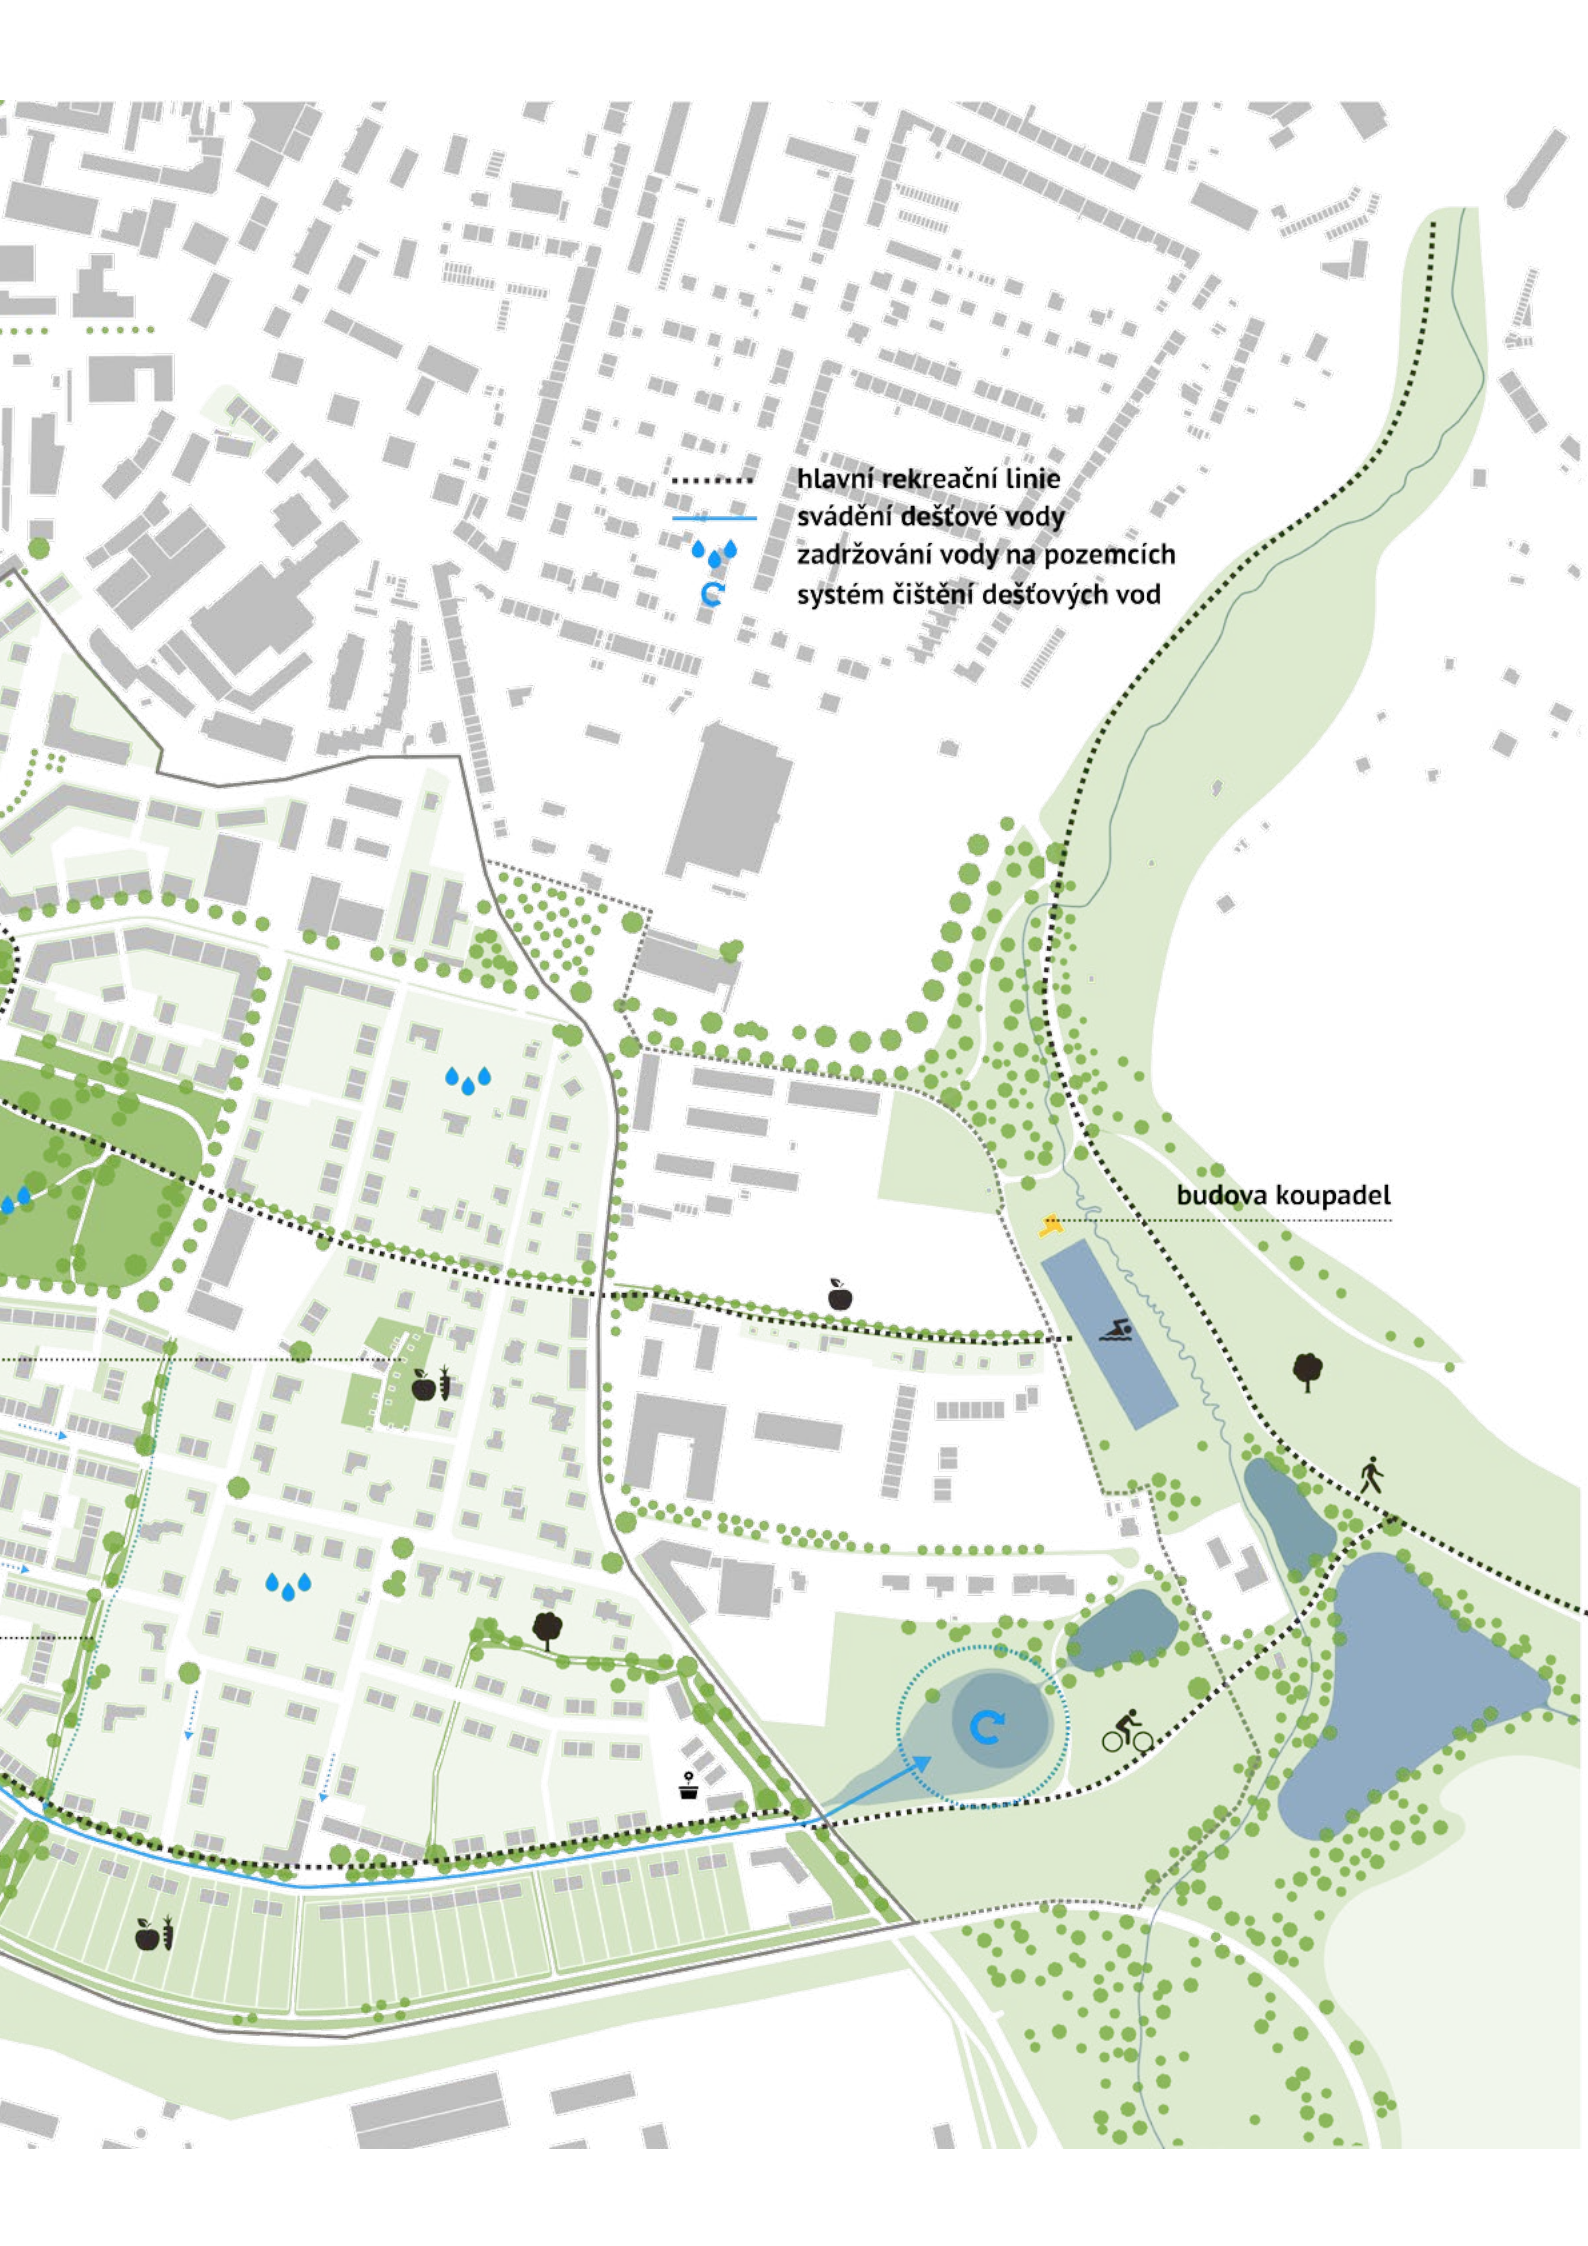 hlavní rekreační linie
svádění dešťové vody
zadržování vody na pozemcích
systém čištění dešťových vod
budova koupadel